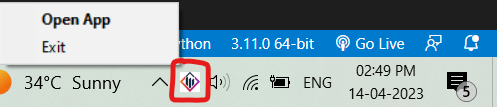 Open App
Exit
ython 3.11.0 64-bit Go Live
34°C Sunny ENG 02:49 PM
14-04-2023 5